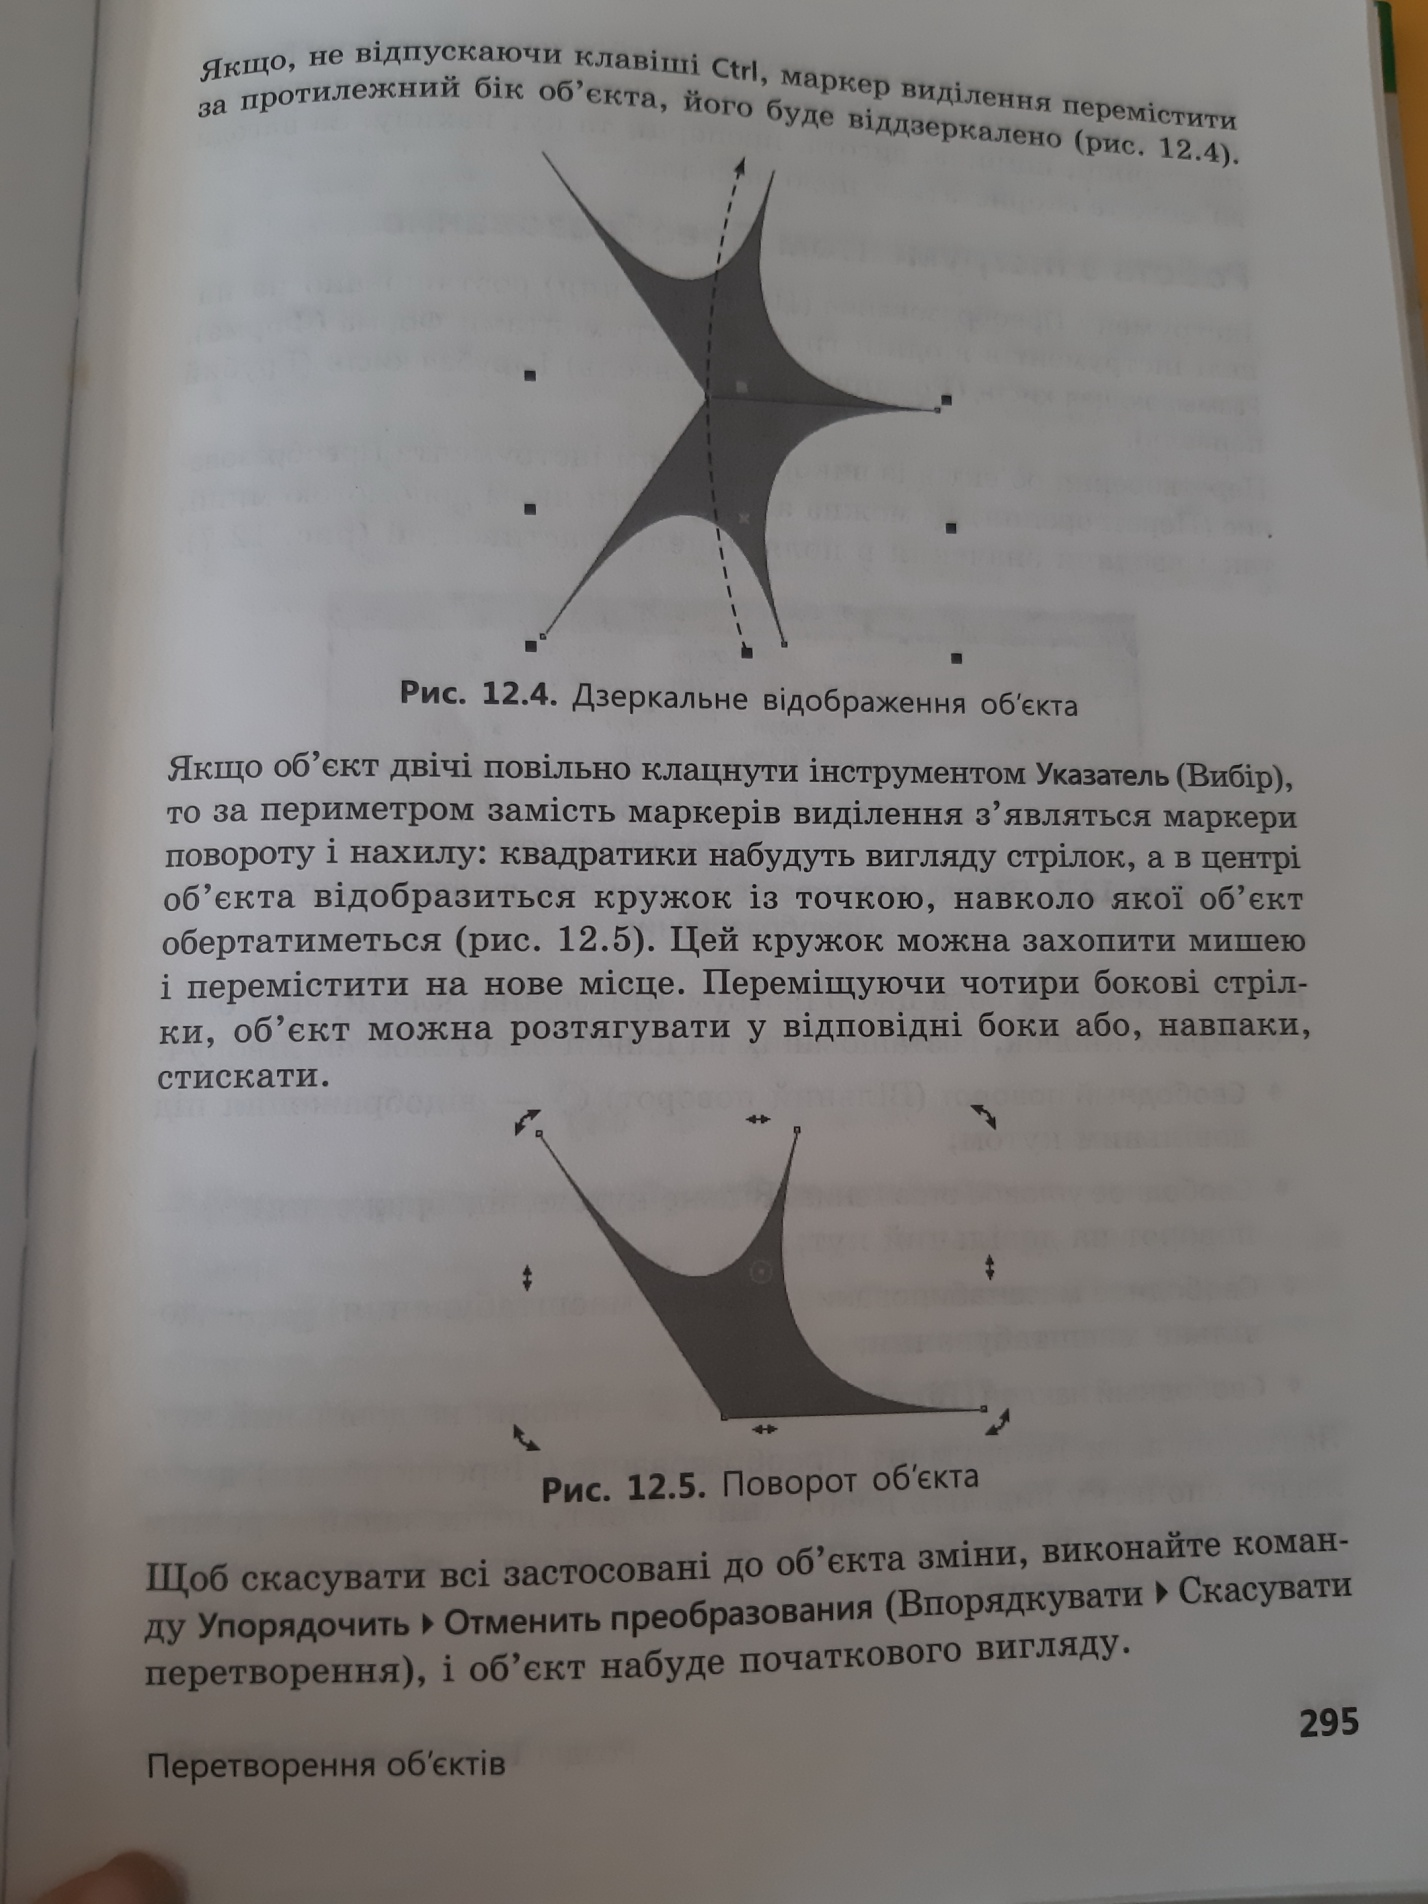 Якщо, не відпускаючи клавіші Ctrl, маркер виділення перемістити
за протилежний бік об’єкта, його буде віддзеркалено (рис. 12.4).
Рис. 12.4. Дзеркальне відображення об’єкта
Якщо об’єкт двічі повільно клацнути інструментом Указатель (Вибір),
то за периметром замість маркерів виділення з’являться маркери
повороту і нахилу: квадратики набудуть вигляду стрілок, а в центрі
об’єкта відобразиться кружок із точкою, навколо якої об’єкт
обертатиметься (рис. 12.5). Цей кружок можна захопити мишею
і перемістити на нове місце. Переміщуючи чотири бокові стріл-
ки, об’єкт можна розтягувати у відповідні боки або, навпаки,
стискати.
Рис. 12.5. Поворот об’єкта
Щоб скасувати всі застосовані до об’єкта зміни, виконайте коман-
ду Упорядочить ▸ Отменить преобразования (Впорядкувати ▸ Скасувати
перетворення), і об’єкт набуде початкового вигляду.
295
Перетворення об’єктів